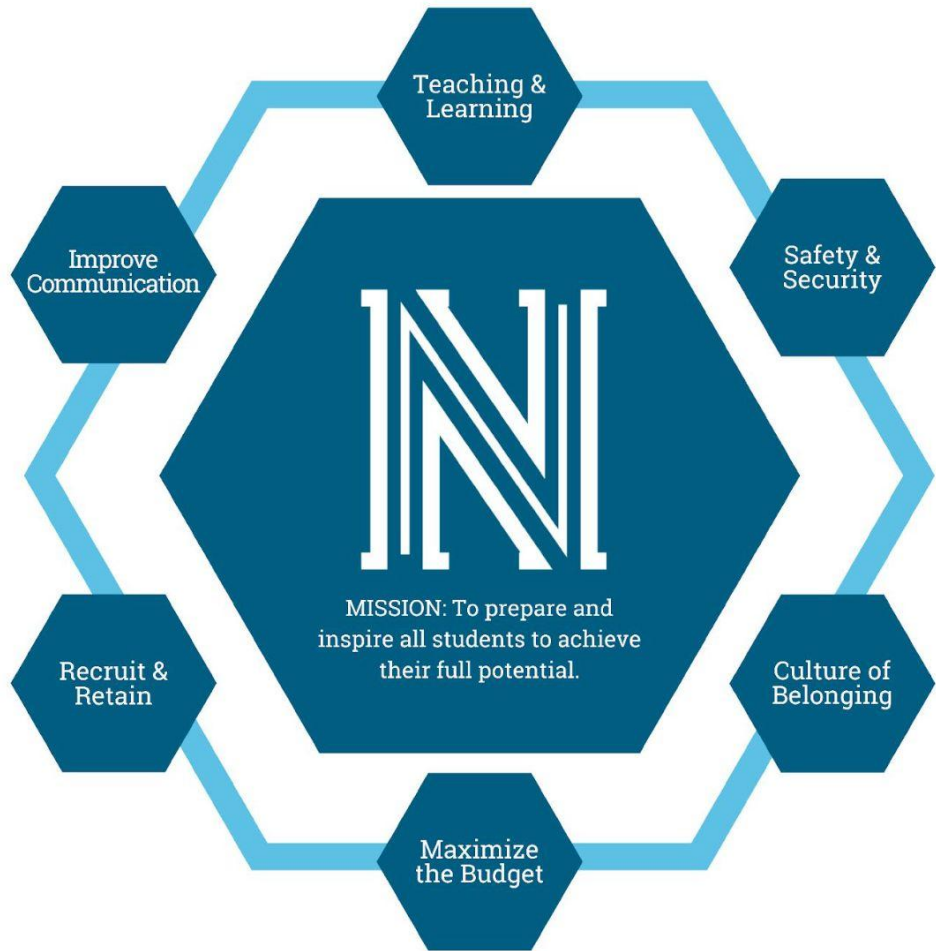 Teaching &
Learning
Improve
Communication
Safety &
Security
N
MISSION: To prepare and
inspire all students to achieve
their full potential.
Recruit &
Retain
Culture of
Belonging
Maximize
the Budget